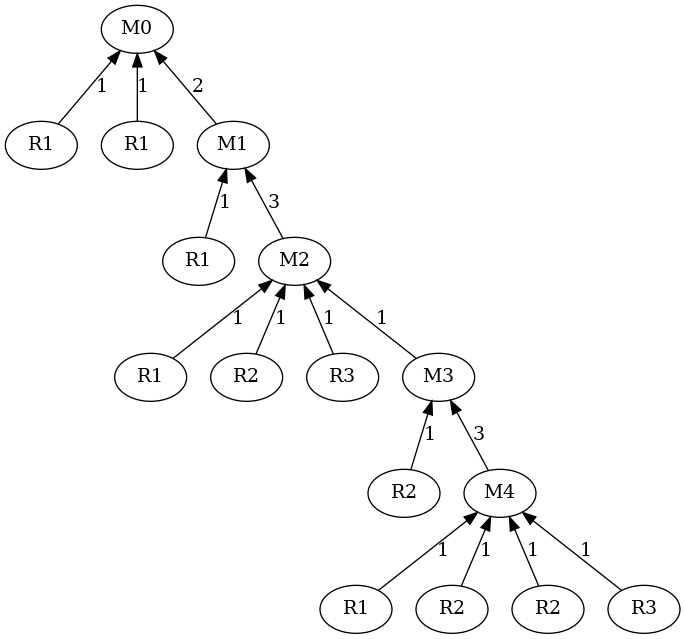 M0
1 1 2
R1 R1 M1
1 3
R1 M2
1 1 1 1
R1 R2 R3 M3
1 3
R2 M4
1 1 1 1
R1 R2 R2 R3